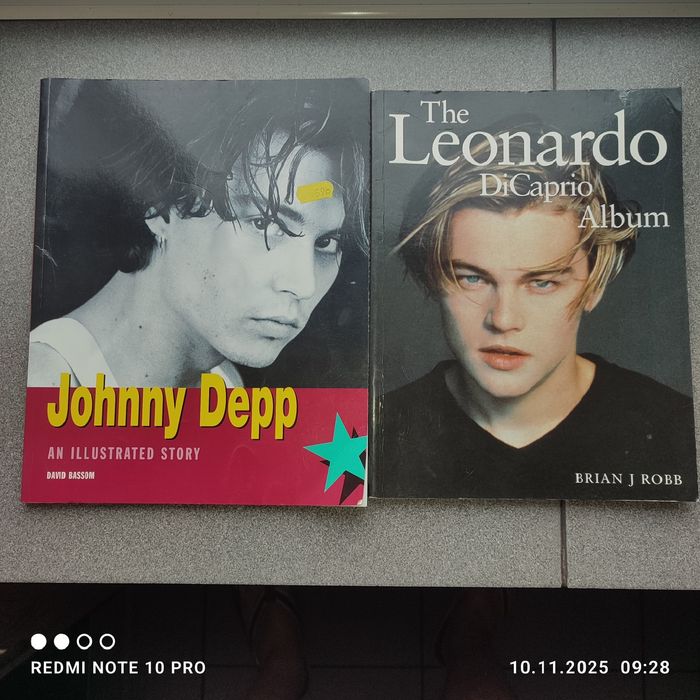 Johnny Depp
AN ILLUSTRATED STORY
DAVID BASSOM
The
Leonardo
DiCaprio
Album
BRIAN J ROBB
REDMI NOTE 10 PRO
10.11.2025 09:28